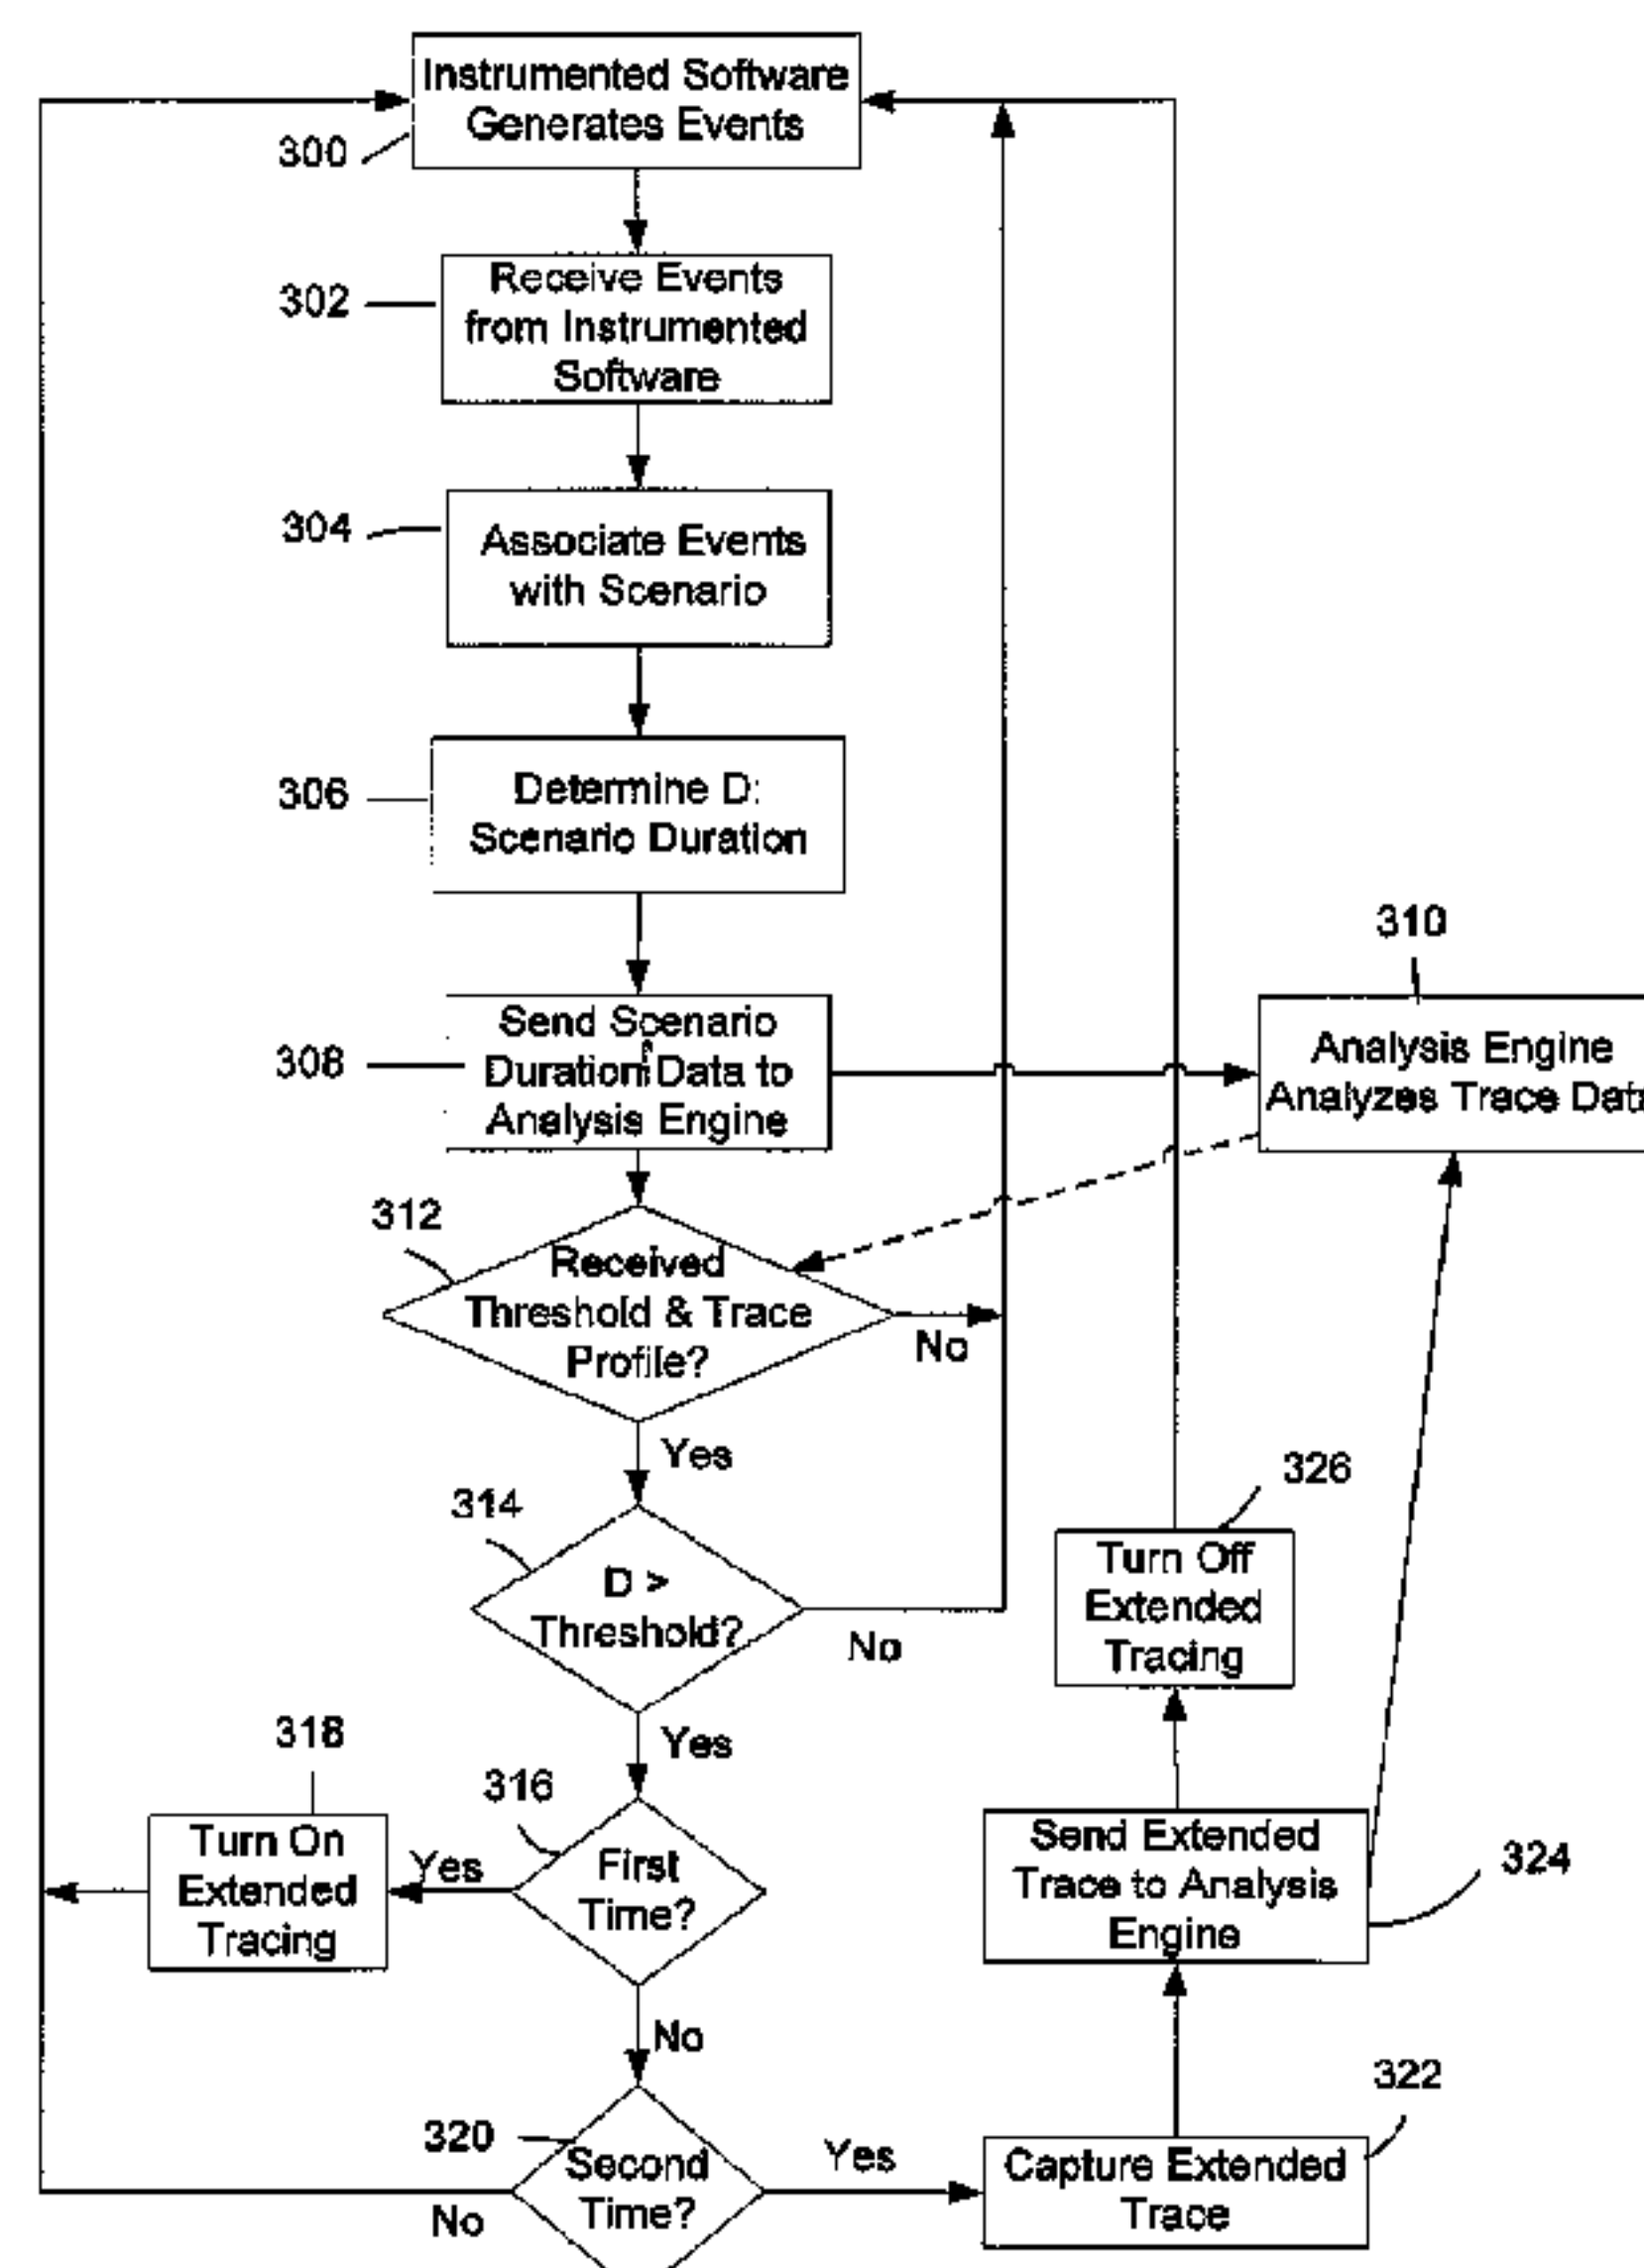 Instrumented Software
Generates Events
300
302
Receive Events
from Instrumented
Software
304
Associate Events
with Scenario
306
Determine D:
Scenario Duration
308
Send Scenario
Duration Data to
Analysis Engine
310
Analysis Engine
Analyzes Trace Data
312
Received
Threshold & Trace
Profile?
No
Yes
314
D >
Threshold?
No
Yes
326
Turn Off
Extended
Tracing
318
Turn On
Extended
Tracing
Yes
316
First
Time?
No
Send Extended
Trace to Analysis
Engine
324
320
Second
Time?
No
Yes
322
Capture Extended
Trace